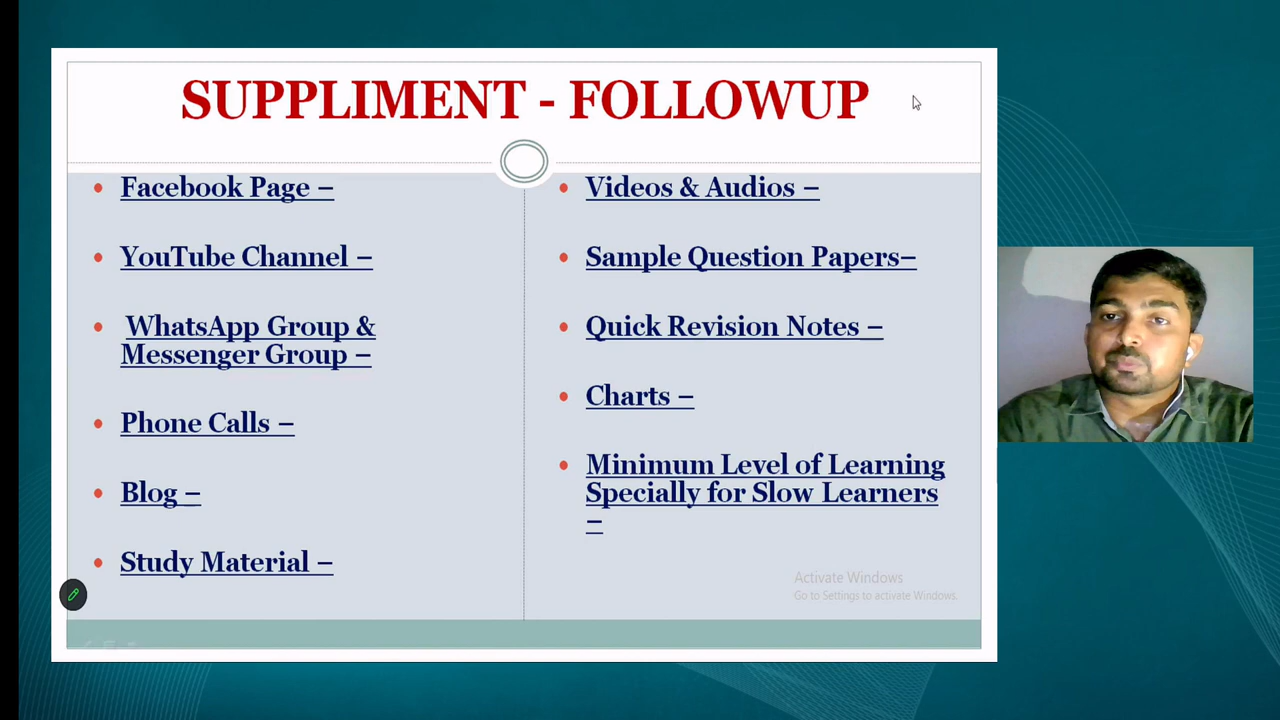 SUPPLIMENT - FOLLOWUP
Facebook Page –
YouTube Channel –
WhatsApp Group &
Messenger Group –
Phone Calls –
Blog –
Study Material –
Videos & Audios –
Sample Question Papers–
Quick Revision Notes –
Charts –
Minimum Level of Learning
Specially for Slow Learners
–
Activate Windows
Go to Settings to activate Windows.